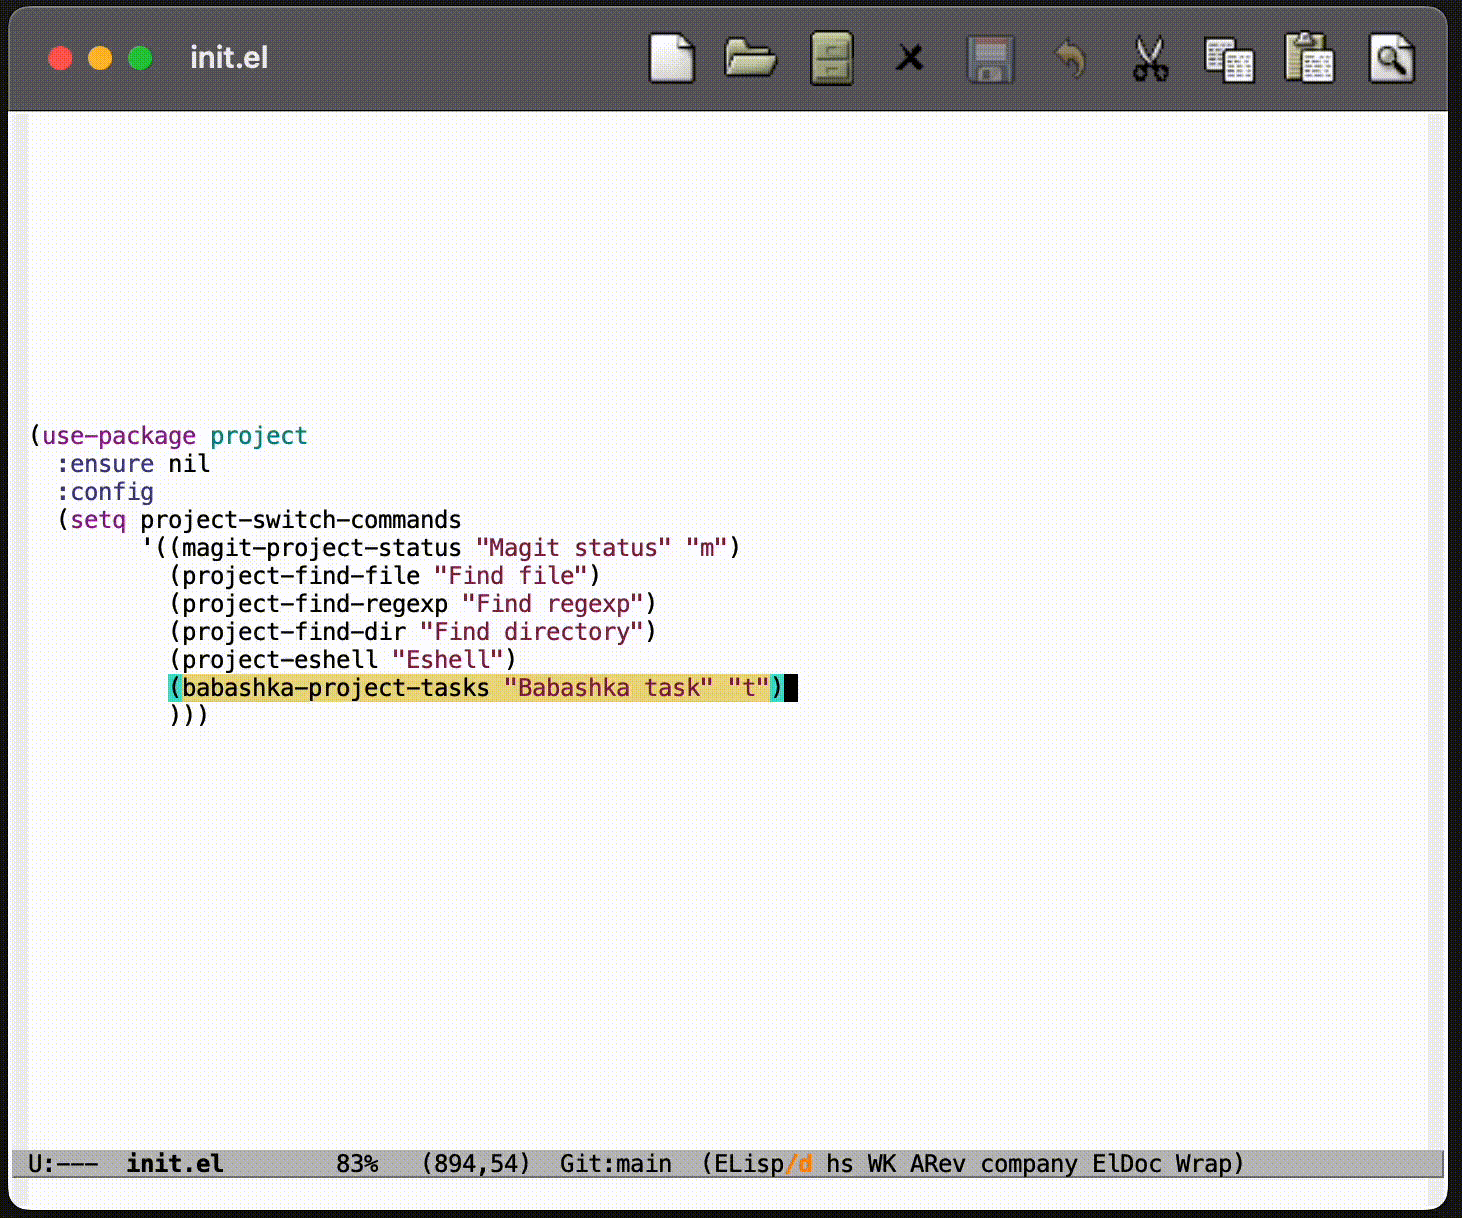 init.el
(use-package project
  :ensure nil
  :config
  (setq project-switch-commands
        '((magit-project-status "Magit status" "m")
          (project-find-file "Find file")
          (project-find-regexp "Find regexp")
          (project-find-dir "Find directory")
          (project-eshell "Eshell")
          (babashka-project-tasks "Babashka task" "t")
          )))
U:--- init.el 83% (894,54) Git:main (ELisp/d hs WK ARev company ElDoc Wrap)